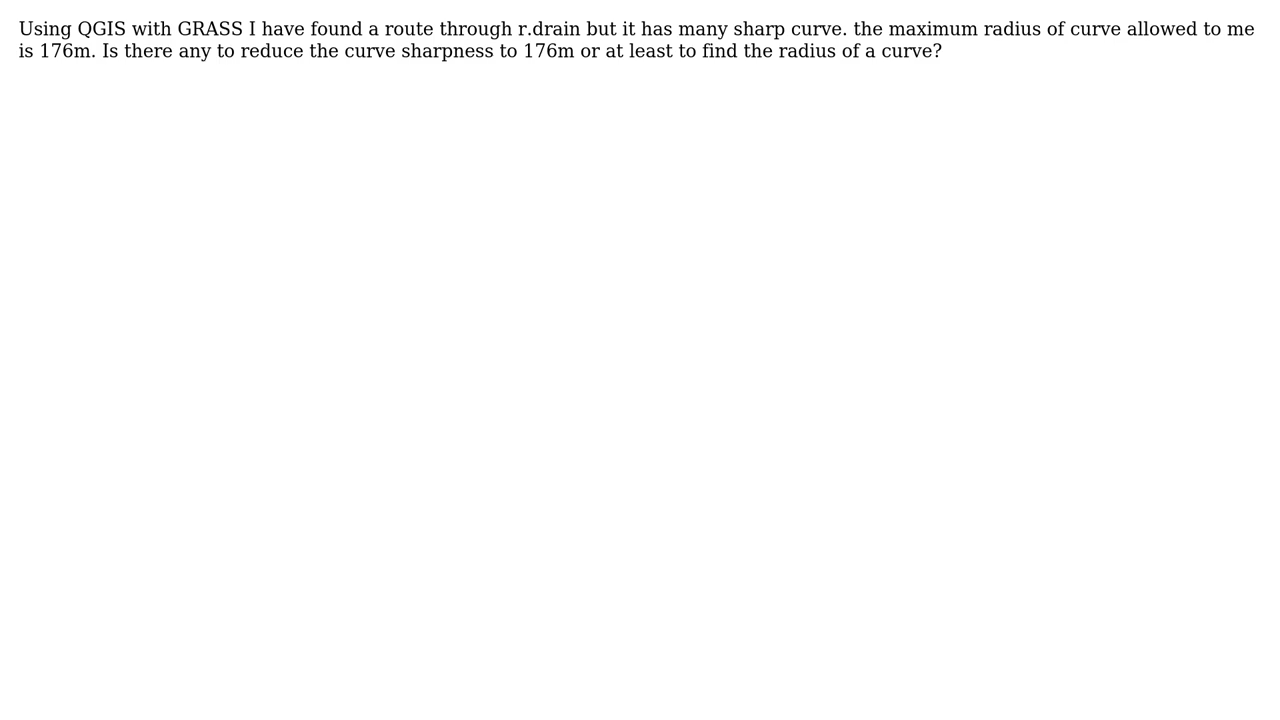 Using QGIS with GRASS I have found a route through r.drain but it has many sharp curve. the maximum radius of curve allowed to me
is 176m. Is there any to reduce the curve sharpness to 176m or at least to find the radius of a curve?